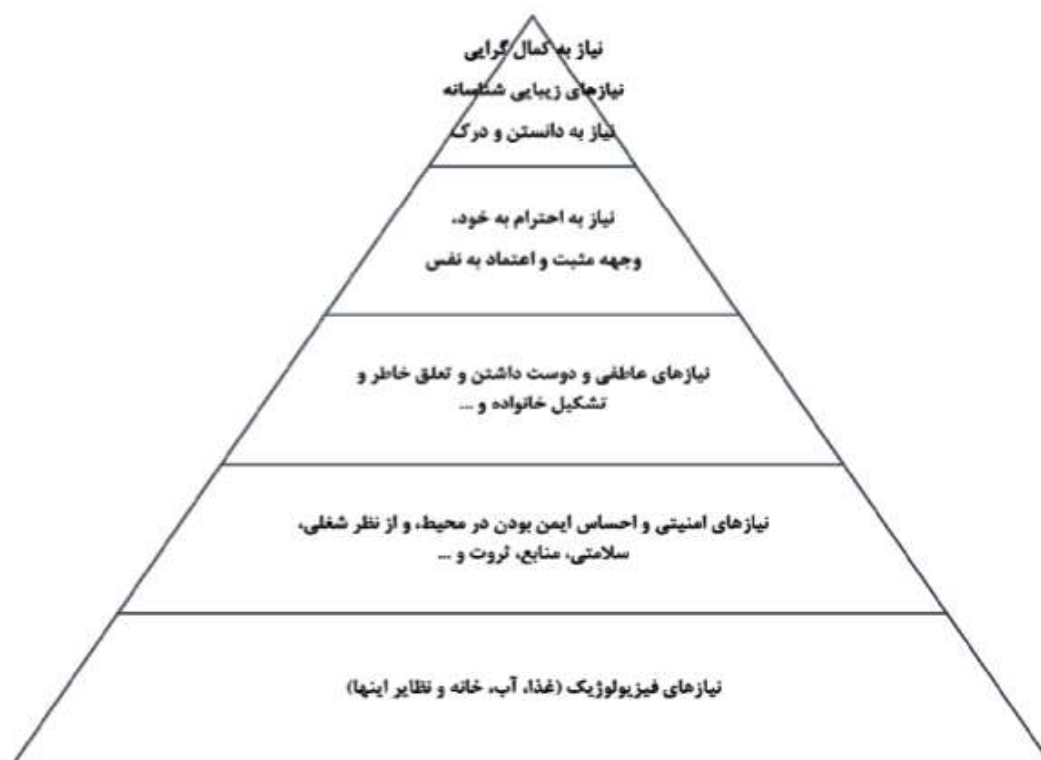 نیاز به کمال گرایی
نیازهای زیبایی شناسانه
نیاز به دانستن و درک
نیاز به احترام به خود،
وجهه مثبت و اعتماد به نفس
نیازهای عاطفی و دوست داشتن و تعلق خاطر و
تشکیل خانواده و ...
نیازهای امنیتی و احساس ایمن بودن در محیط، و از نظر شغلی،
سلامتی، منابع، ثروت و ...
نیازهای فیزیولوژیک (غذا، آب، خانه و نظایر اینها)